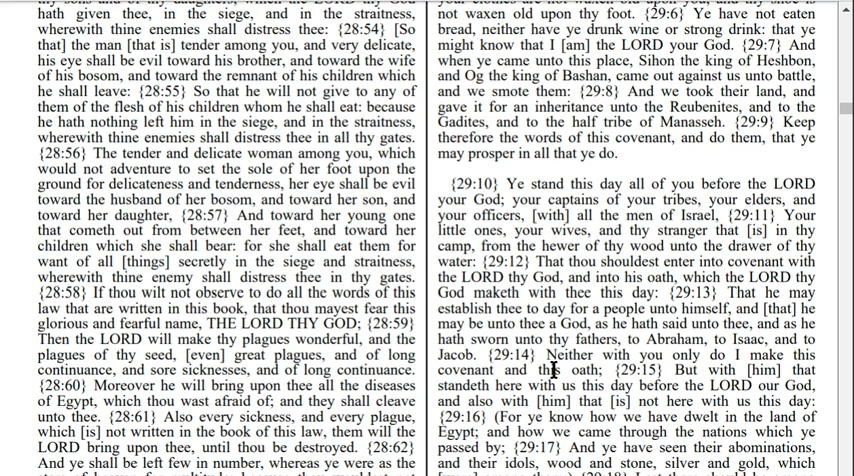 hath given thee, in the siege, and in the straitness,
wherewith thine enemies shall distress thee: {28:54} [So
that] the man [that is] tender among you, and very delicate,
his eye shall be evil toward his brother, and toward the wife
of his bosom, and toward the remnant of his children which
he shall leave: {28:55} So that he will not give to any of
them of the flesh of his children whom he shall eat: because
he hath nothing left him in the siege, and in the straitness,
wherewith thine enemies shall distress thee in all thy gates.
{28:56} The tender and delicate woman among you, which
would not adventure to set the sole of her foot upon the
ground for delicateness and tenderness, her eye shall be evil
toward the husband of her bosom, and toward her son, and
toward her daughter, {28:57} And toward her young one
that cometh out from between her feet, and toward her
children which she shall bear: for she shall eat them for
want of all [things] secretly in the siege and straitness,
wherewith thine enemy shall distress thee in thy gates.
{28:58} If thou wilt not observe to do all the words of this
law that are written in this book, that thou mayest fear this
glorious and fearful name, THE LORD THY GOD; {28:59}
Then the LORD will make thy plagues wonderful, and the
plagues of thy seed, [even] great plagues, and of long
continuance, and sore sicknesses, and of long continuance.
{28:60} Moreover he will bring upon thee all the diseases
of Egypt, which thou wast afraid of; and they shall cleave
unto thee. {28:61} Also every sickness, and every plague,
which [is] not written in the book of this law, them will the
LORD bring upon thee, until thou be destroyed. {28:62}
And ye shall be left few in number, whereas ye were as the
not waxen old upon thy foot. {29:6} Ye have not eaten
bread, neither have ye drunk wine or strong drink: that ye
might know that I [am] the LORD your God. {29:7} And
when ye came unto this place, Sihon the king of Heshbon,
and Og the king of Bashan, came out against us unto battle,
and we smote them: {29:8} And we took their land, and
gave it for an inheritance unto the Reubenites, and to the
Gadites, and to the half tribe of Manasseh. {29:9} Keep
therefore the words of this covenant, and do them, that ye
may prosper in all that ye do.
{29:10} Ye stand this day all of you before the LORD
your God; your captains of your tribes, your elders, and
your officers, [with] all the men of Israel, {29:11} Your
little ones, your wives, and thy stranger that [is] in thy
camp, from the hewer of thy wood unto the drawer of thy
water: {29:12} That thou shouldest enter into covenant with
the LORD thy God, and into his oath, which the LORD thy
God maketh with thee this day: {29:13} That he may
establish thee to day for a people unto himself, and [that] he
may be unto thee a God, as he hath said unto thee, and as he
hath sworn unto thy fathers, to Abraham, to Isaac, and to
Jacob. {29:14} Neither with you only do I make this
covenant and this oath; {29:15} But with [him] that
standeth here with us this day before the LORD our God,
and also with [him] that [is] not here with us this day:
{29:16} (For ye know how we have dwelt in the land of
Egypt; and how we came through the nations which ye
passed by; {29:17} And ye have seen their abominations,
and their idols, wood and stone, silver and gold, which